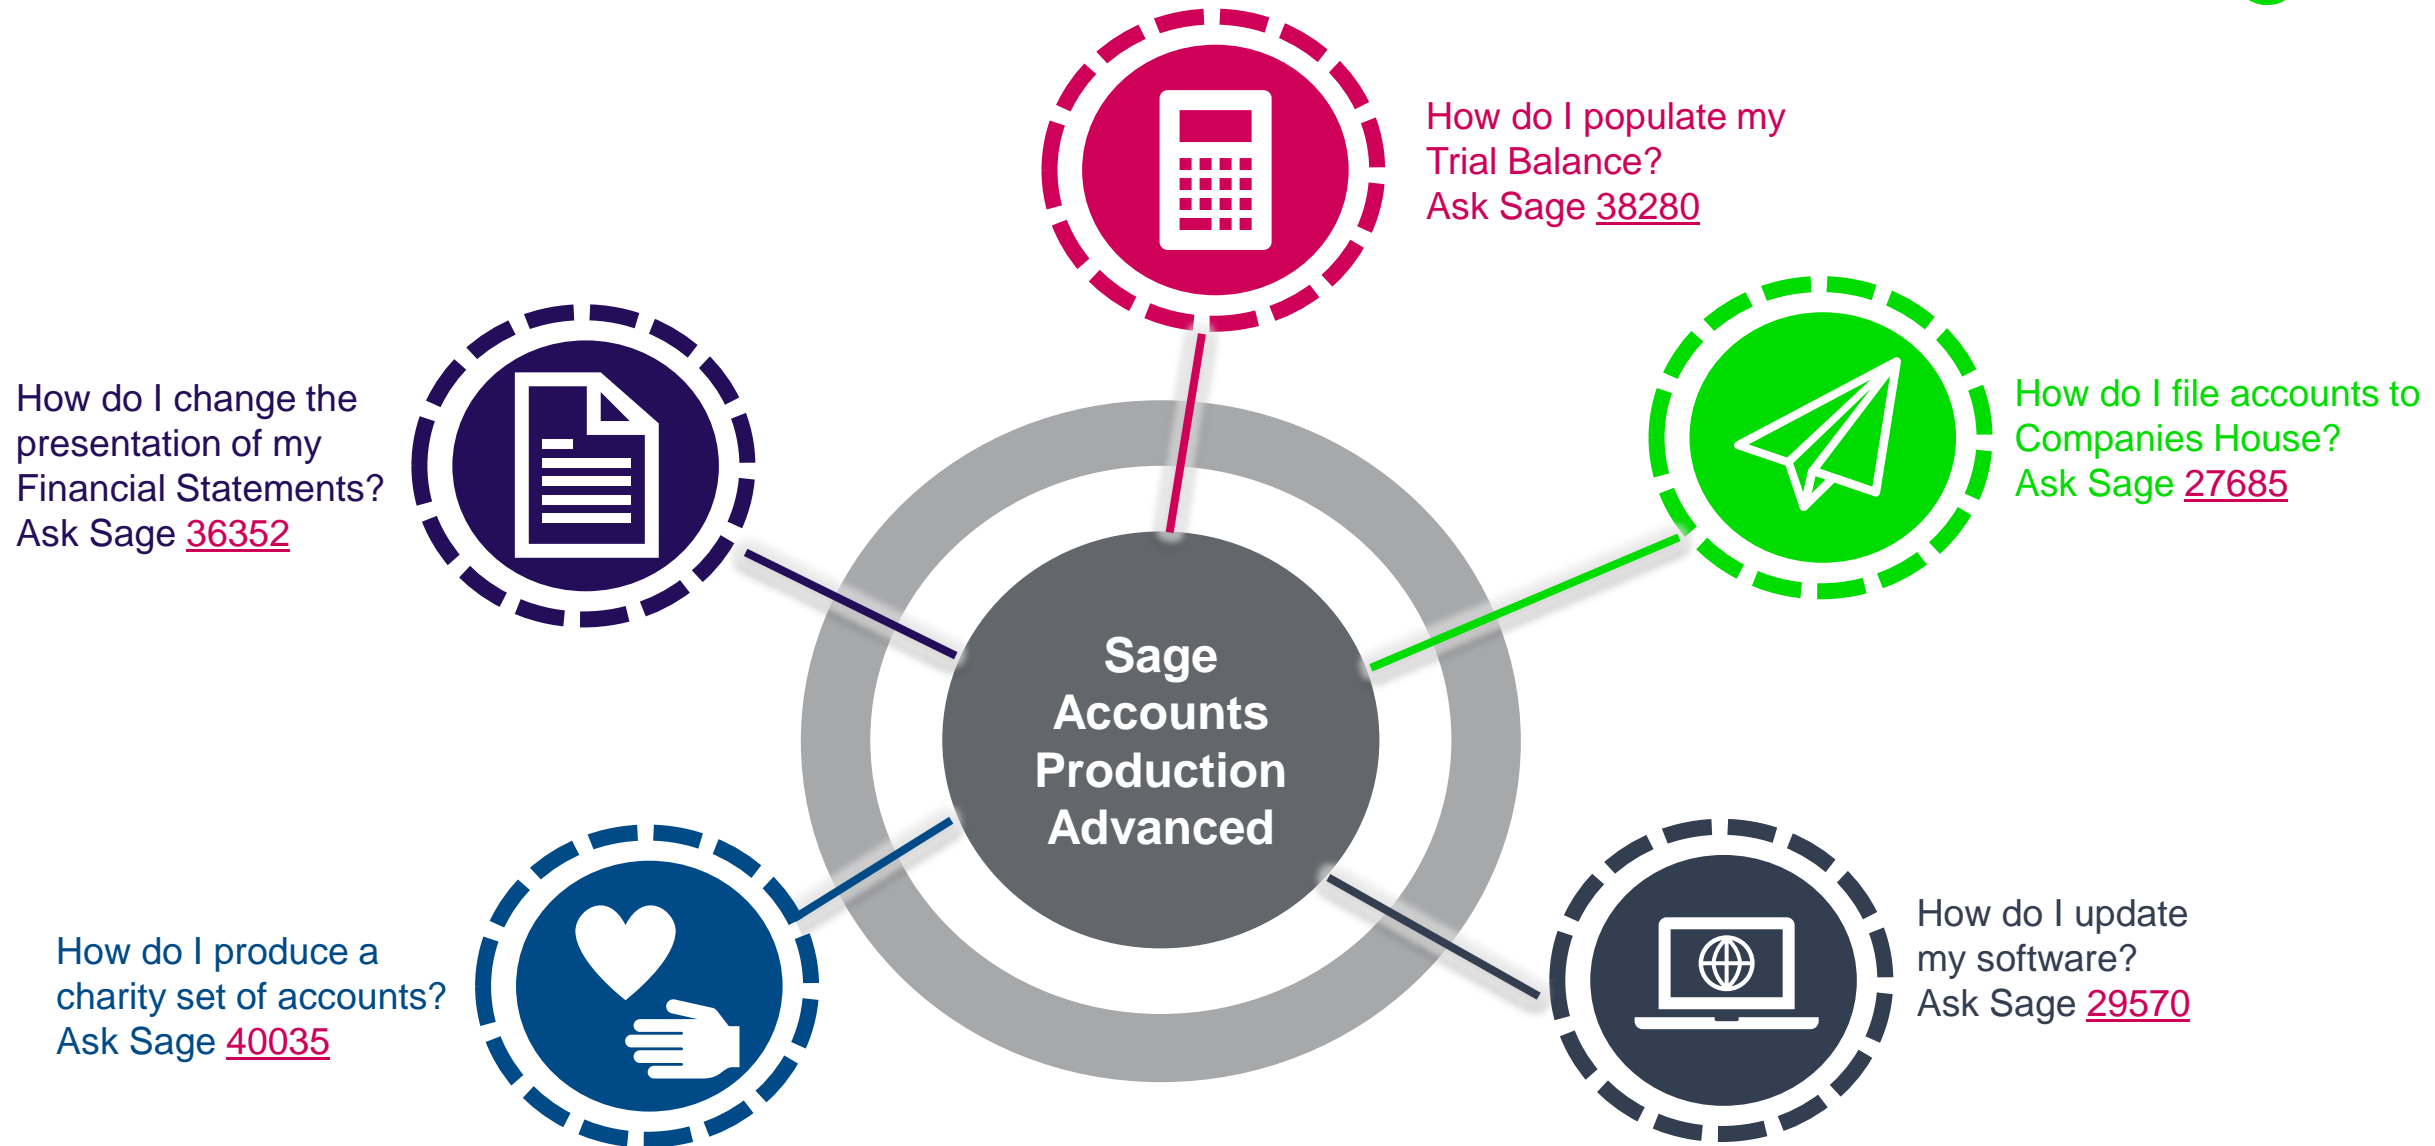 How do I populate my
Trial Balance?
Ask Sage 38280
How do I change the
presentation of my
Financial Statements?
Ask Sage 36352
How do I file accounts to
Companies House?
Ask Sage 27685
Sage
Accounts
Production
Advanced
How do I produce a
charity set of accounts?
Ask Sage 40035
How do I update
my software?
Ask Sage 29570